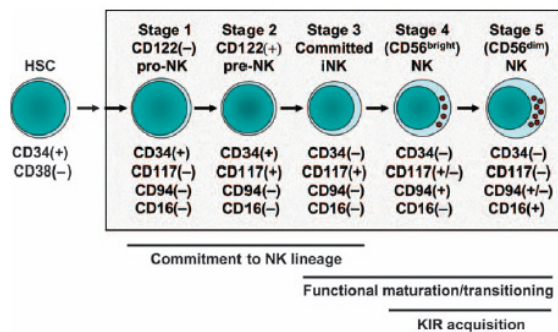 Stage 1
CD122(–)
pro-NK
Stage 2
CD122(+)
pre-NK
Stage 3
Committed
iNK
Stage 4
(CD56bright)
NK
Stage 5
(CD56dim)
NK
HSC
CD34(+)
CD38(–)
CD34(+)
CD117(–)
CD94(–)
CD16(–)
CD34(+)
CD117(+)
CD94(–)
CD16(–)
CD34(–)
CD117(+)
CD94(–)
CD16(–)
CD34(–)
CD117(+/–)
CD94(+)
CD16(–)
CD34(–)
CD117(–)
CD94(+/–)
CD16(+)
Commitment to NK lineage
Functional maturation/transitioning
KIR acquisition